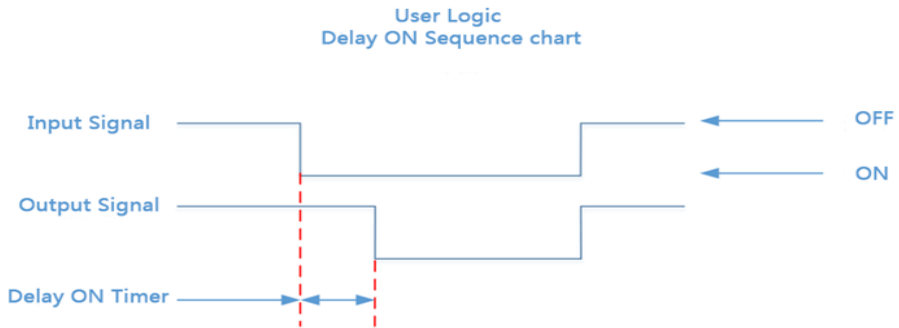 User Logic
Delay ON Sequence chart
Input Signal
OFF
ON
Output Signal
Delay ON Timer